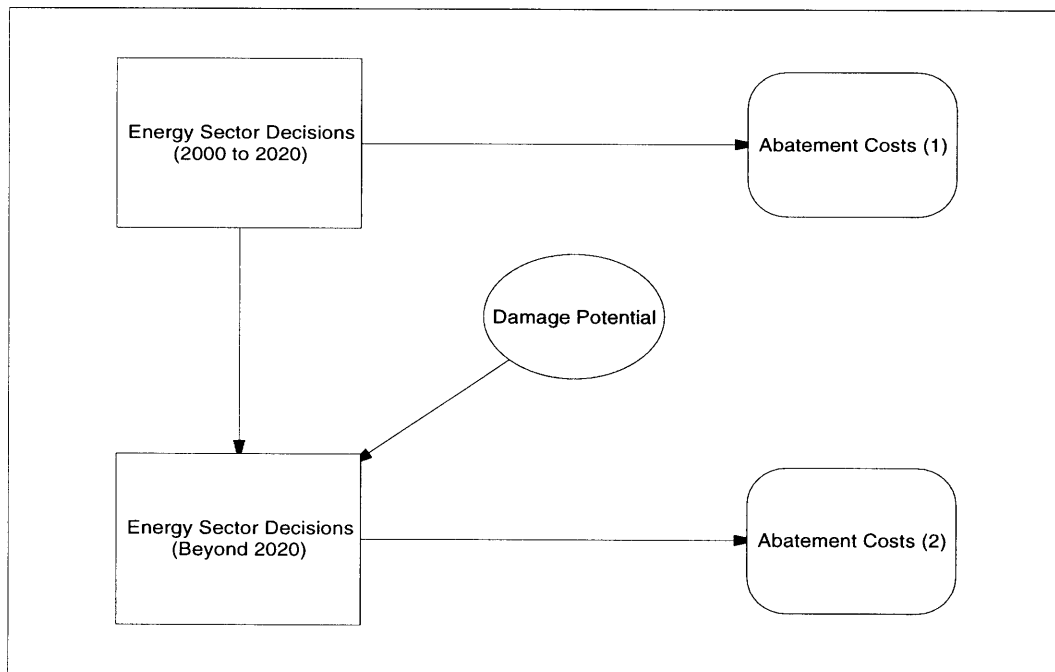 Energy Sector Decisions
(2000 to 2020)
Abatement Costs (1)
Damage Potential
Energy Sector Decisions
(Beyond 2020)
Abatement Costs (2)